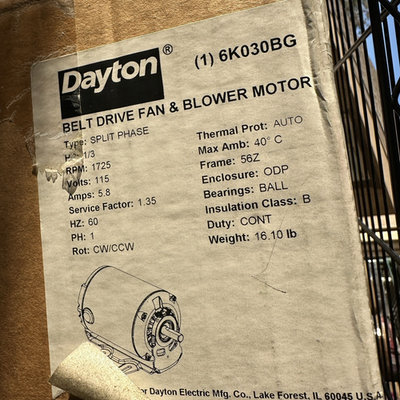 Dayton®
(1) 6K030BG
BELT DRIVE FAN & BLOWER MOTOR
Type: SPLIT PHASE
1/3
RPM: 1725
Volts: 115
Amps: 5.8
Service Factor: 1.35
HZ: 60
PH: 1
Rot: CW/CCW
Thermal Prot: AUTO
Max Amb: 40° C
Frame: 56Z
Enclosure: ODP
Bearings: BALL
Insulation Class: B
Duty: CONT
Weight: 16.10 lb
Dayton Electric Mfg. Co., Lake Forest, IL 60045 U.S.A.